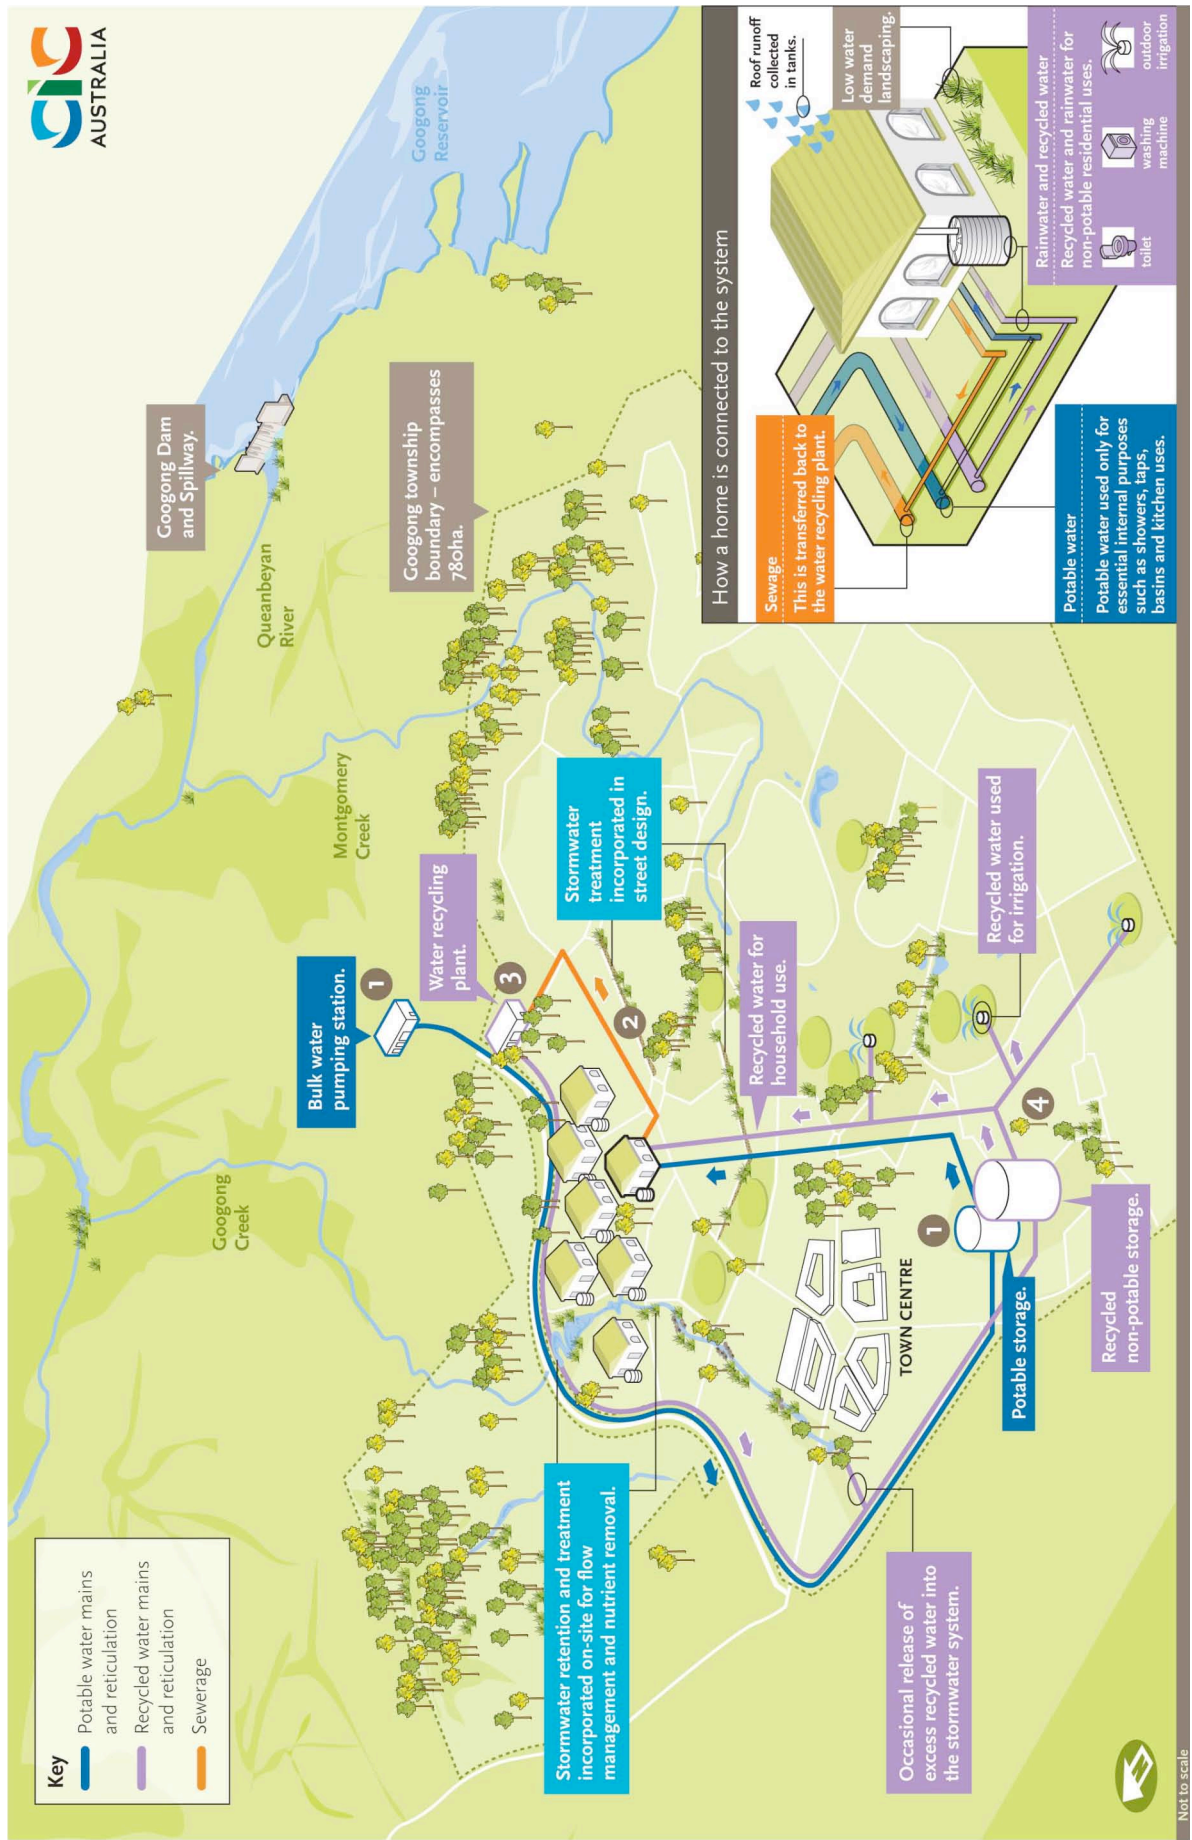 Key
Potable water mains
and reticulation
Recycled water mains
and reticulation
Sewerage
CIC
AUSTRALIA
Googong
Reservoir
Googong Dam
and Spillway.
Queanbeyan
River
Googong township
boundary – encompasses
780ha.
Montgomery
Creek
Googong
Creek
Bulk water
pumping station.
1
Water recycling
plant.
3
Stormwater
treatment
incorporated in
street design.
2
Stormwater retention and treatment
incorporated on-site for flow
management and nutrient removal.
Recycled water for
household use.
Recycled water used
for irrigation.
TOWN CENTRE
1
4
Potable storage.
Recycled
non-potable storage.
Occasional release of
excess recycled water into
the stormwater system.
How a home is connected to the system
Roof runoff
collected
in tanks.
Low water
demand
landscaping.
Sewage
This is transferred back to
the water recycling plant.
Potable water
Potable water used only for
essential internal purposes
such as showers, taps,
basins and kitchen uses.
Rainwater and recycled water
Recycled water and rainwater for
non-potable residential uses.
toilet
washing
machine
outdoor
irrigation
Not to scale